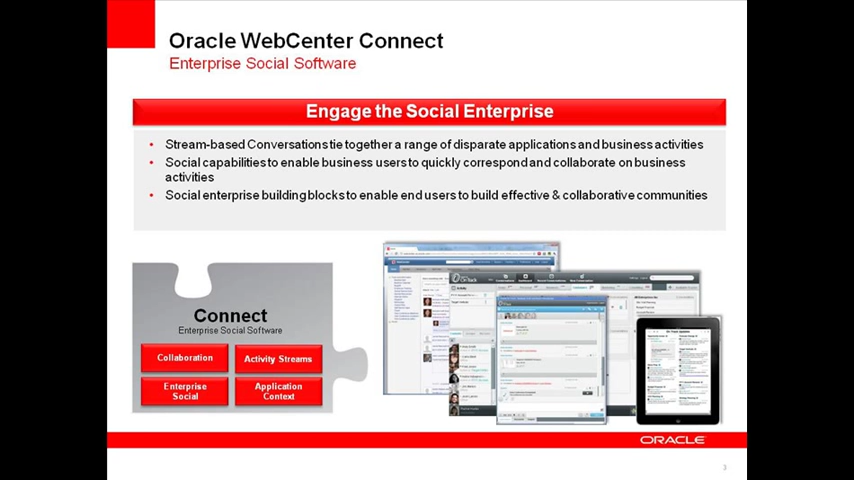 Oracle WebCenter Connect
Enterprise Social Software
Engage the Social Enterprise
• Stream-based Conversations tie together a range of disparate applications and business activities
• Social capabilities to enable business users to quickly correspond and collaborate on business
activities
• Social enterprise building blocks to enable end users to build effective & collaborative communities
Connect
Enterprise Social Software
Collaboration
Activity Streams
Enterprise
Social
Application
Context
ORACLE
3